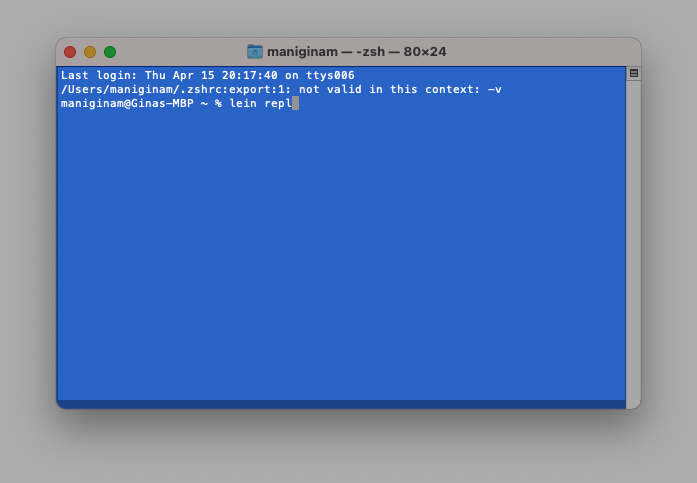 maniginam — -zsh — 80×24
Last login: Thu Apr 15 20:17:40 on ttys006
/Users/maniginam/.zshrc:export:1: not valid in this context: -v
maniginam@Ginas-MBP ~ % lein repl